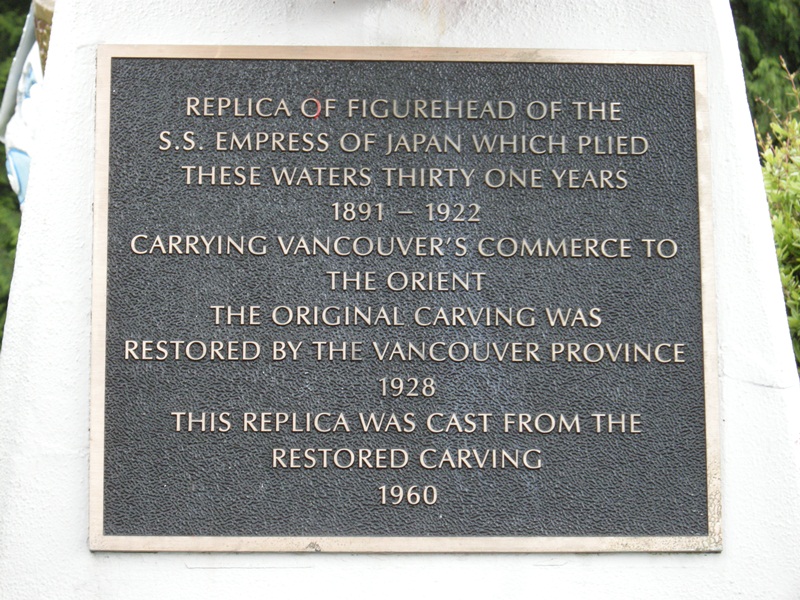 REPLICA OF FIGUREHEAD OF THE
S.S. EMPRESS OF JAPAN WHICH PLIED
THESE WATERS THIRTY ONE YEARS
1891 – 1922
CARRYING VANCOUVER'S COMMERCE TO
THE ORIENT
THE ORIGINAL CARVING WAS
RESTORED BY THE VANCOUVER PROVINCE
1928
THIS REPLICA WAS CAST FROM THE
RESTORED CARVING
1960